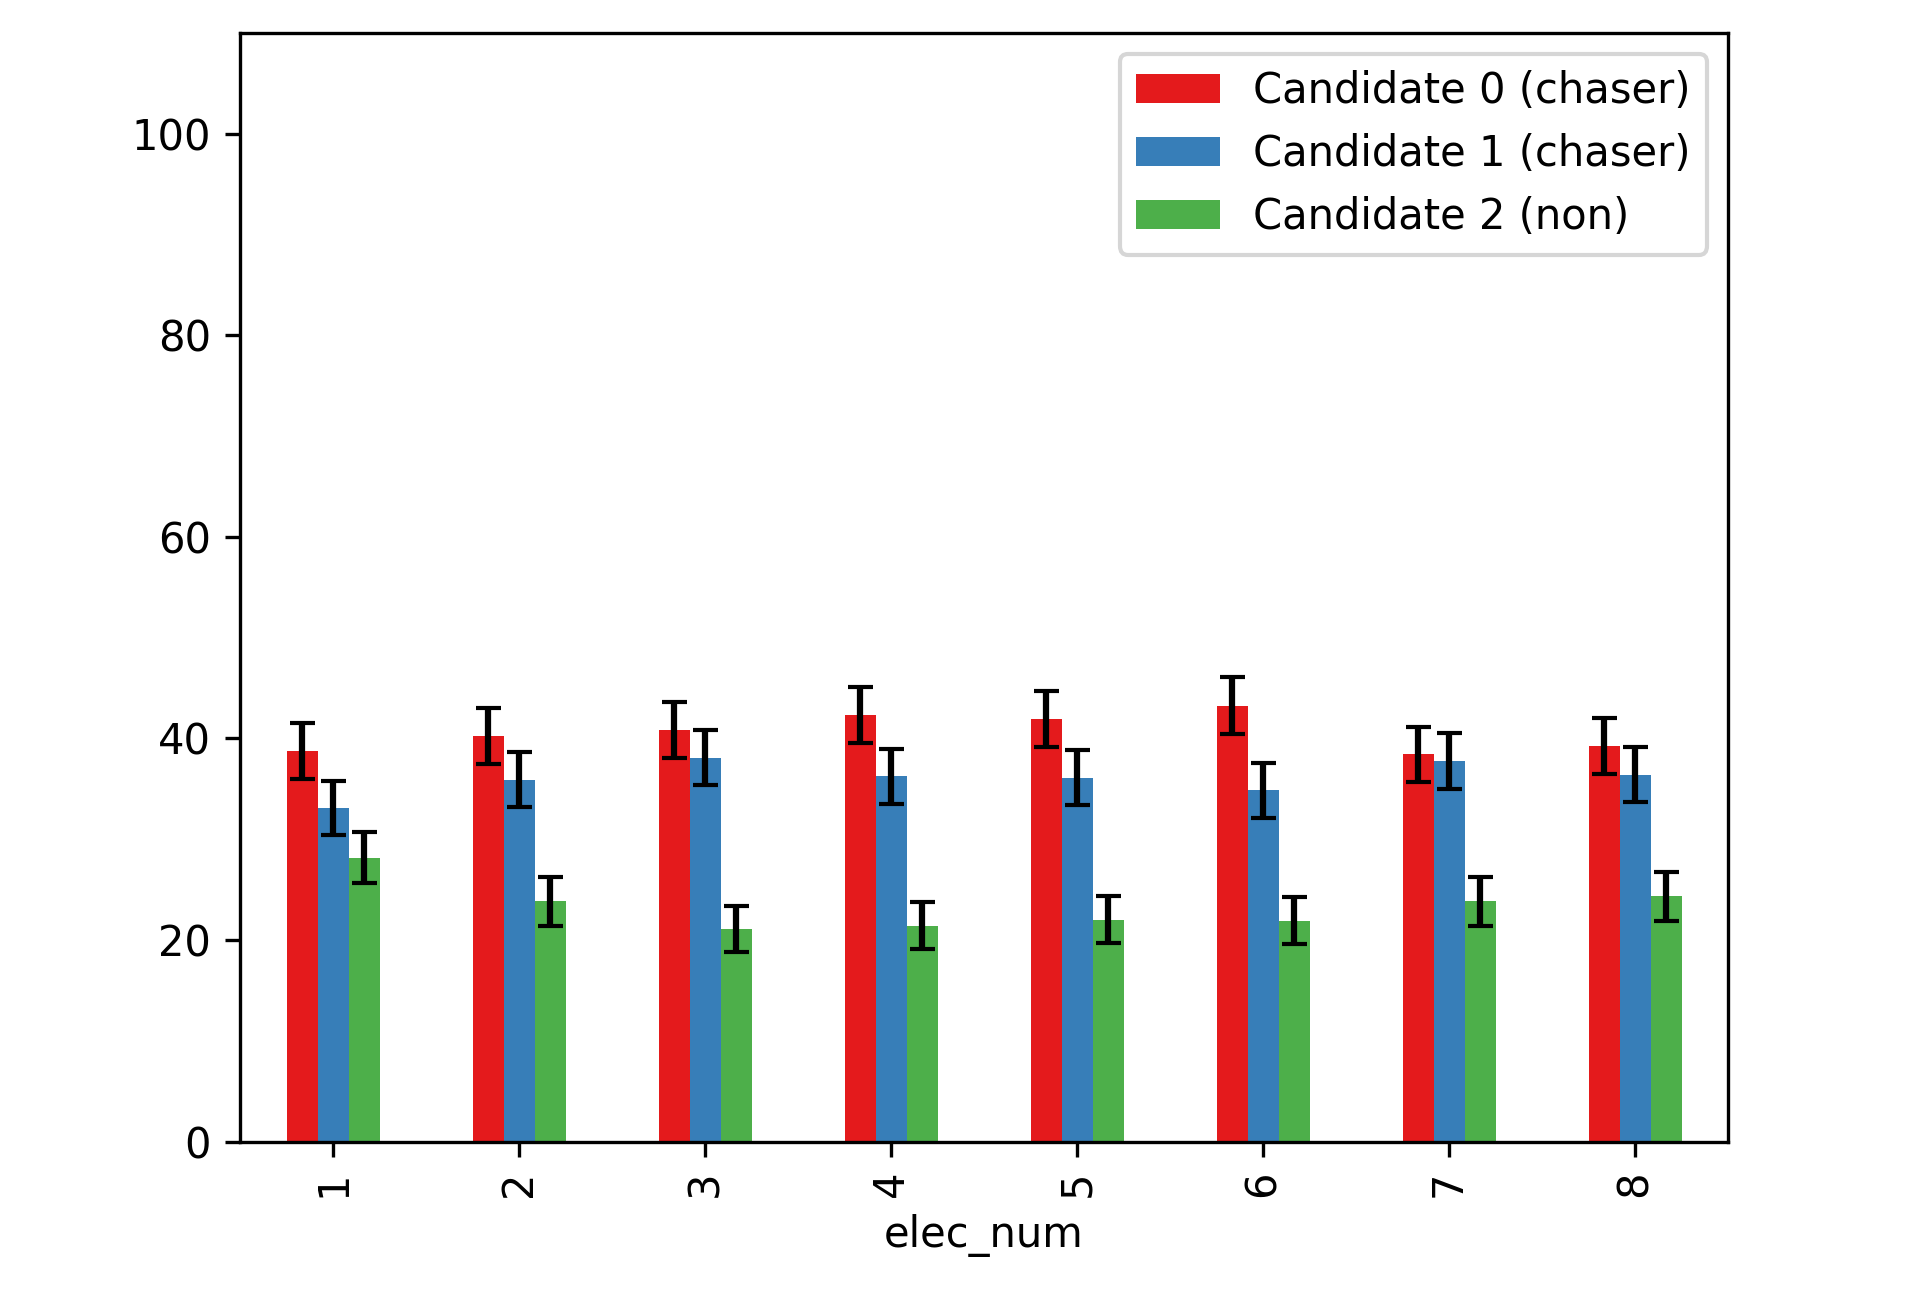 Candidate 0 (chaser)
Candidate 1 (chaser)
Candidate 2 (non)
100
80
60
40
20
0
1 2 3 4 5 6 7 8
elec_num